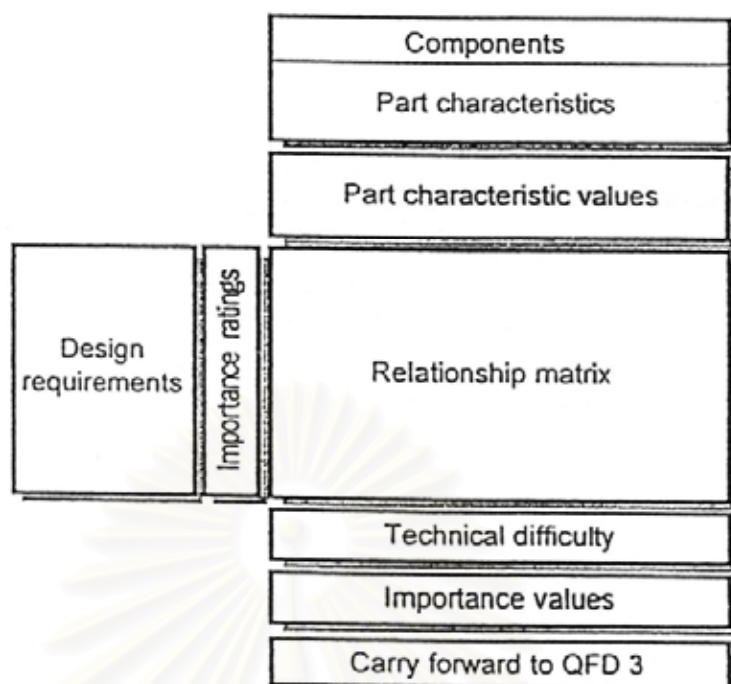 Components
Part characteristics
Part characteristic values
Design
requirements
Importance ratings
Relationship matrix
Technical difficulty
Importance values
Carry forward to QFD 3